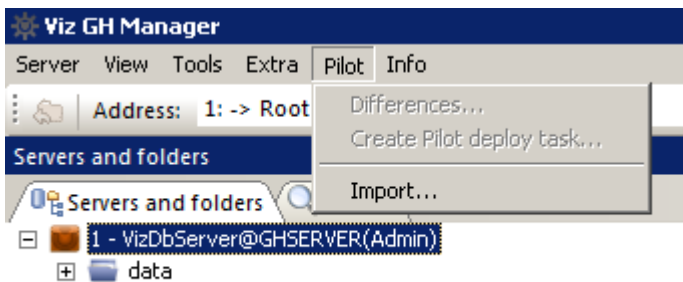 Viz GH Manager
Server View Tools Extra Pilot Info
Address: 1: -> Root
Differences...
Create Pilot deploy task...
Servers and folders
Import...
Servers and folders
1 - VizDbServer@GHSERVER(Admin)
data